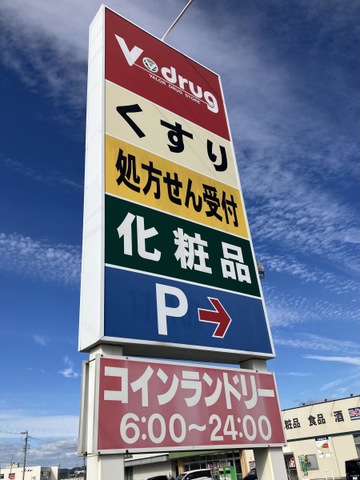 V・drug
VALOR DRUG STORE
くすり
処方せん受付
化粧品
P→
コインランドリー
6:00〜24:00
粧品 食品 酒